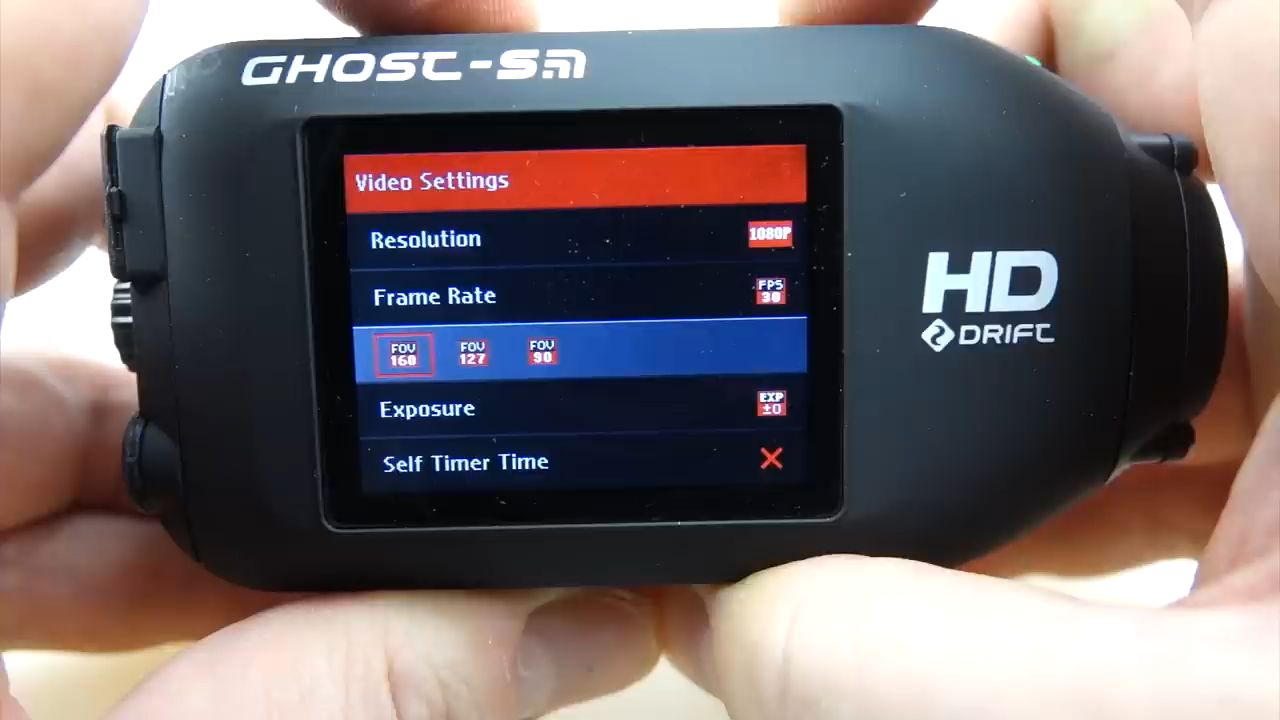 GHOST-S
Video Settings
Resolution 1080P
Frame Rate FPS 30
FOV 160 FOV 127 FOV 90
Exposure EXP ±0
Self Timer Time
HD
DRIFT